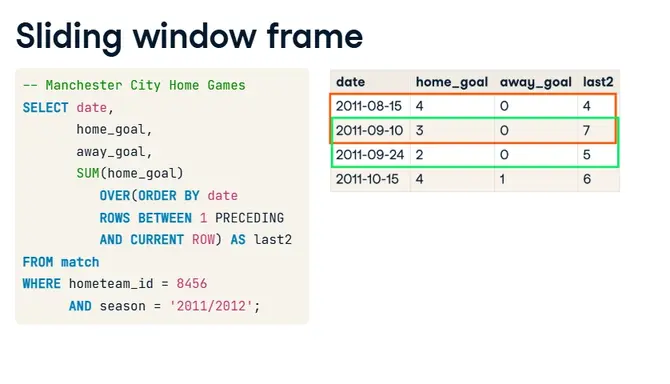 Sliding window frame
-- Manchester City Home Games
SELECT date,
home_goal,
away_goal,
SUM(home_goal)
OVER(ORDER BY date
ROWS BETWEEN 1 PRECEDING
AND CURRENT ROW) AS last2
FROM match
WHERE hometeam_id = 8456
AND season = '2011/2012';
date home_goal away_goal last2
2011-08-15 4 0 4
2011-09-10 3 0 7
2011-09-24 2 0 5
2011-10-15 4 1 6